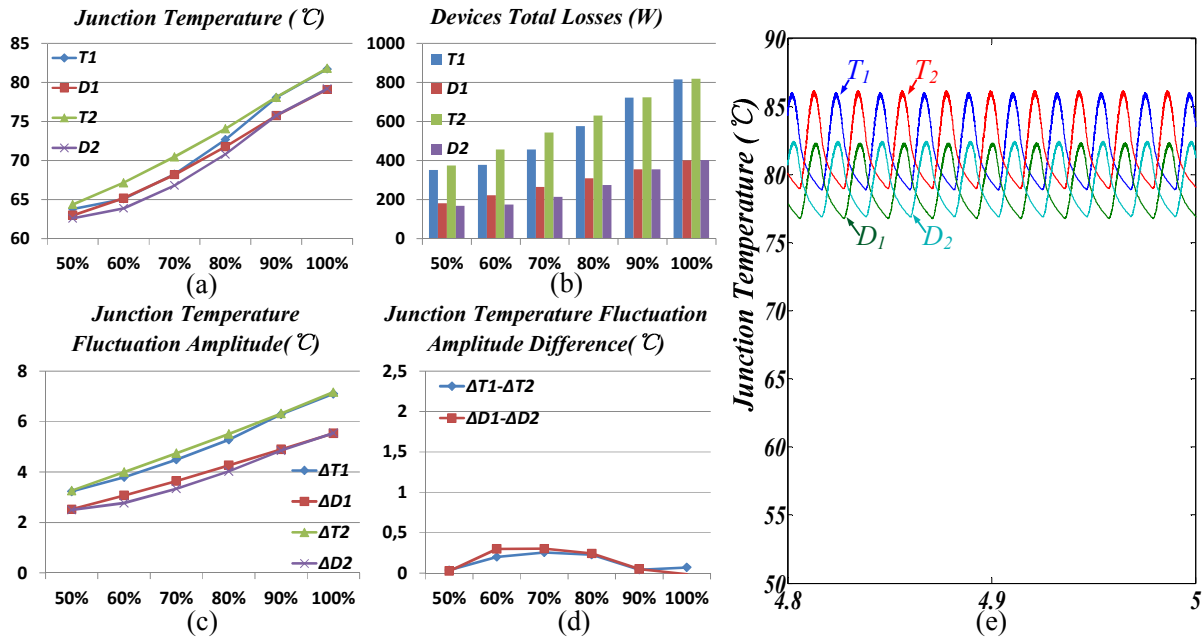 Junction Temperature (℃)
85
80
75
70
65
60
T1
D1
T2
D2
50% 60% 70% 80% 90% 100%
(a)
Devices Total Losses (W)
1000
800
600
400
200
0
T1
D1
T2
D2
50% 60% 70% 80% 90% 100%
(b)
Junction Temperature
Fluctuation Amplitude(℃)
8
6
4
2
0
ΔT1
ΔD1
ΔT2
ΔD2
50% 60% 70% 80% 90% 100%
(c)
Junction Temperature Fluctuation
Amplitude Difference(℃)
2,5
2
1,5
1
0,5
0
ΔT1-ΔT2
ΔD1-ΔD2
50% 60% 70% 80% 90% 100%
(d)
Junction Temperature (℃)
90
85
80
75
70
65
60
55
50
T1
T2
D1
D2
4.8 4.9 5
(e)